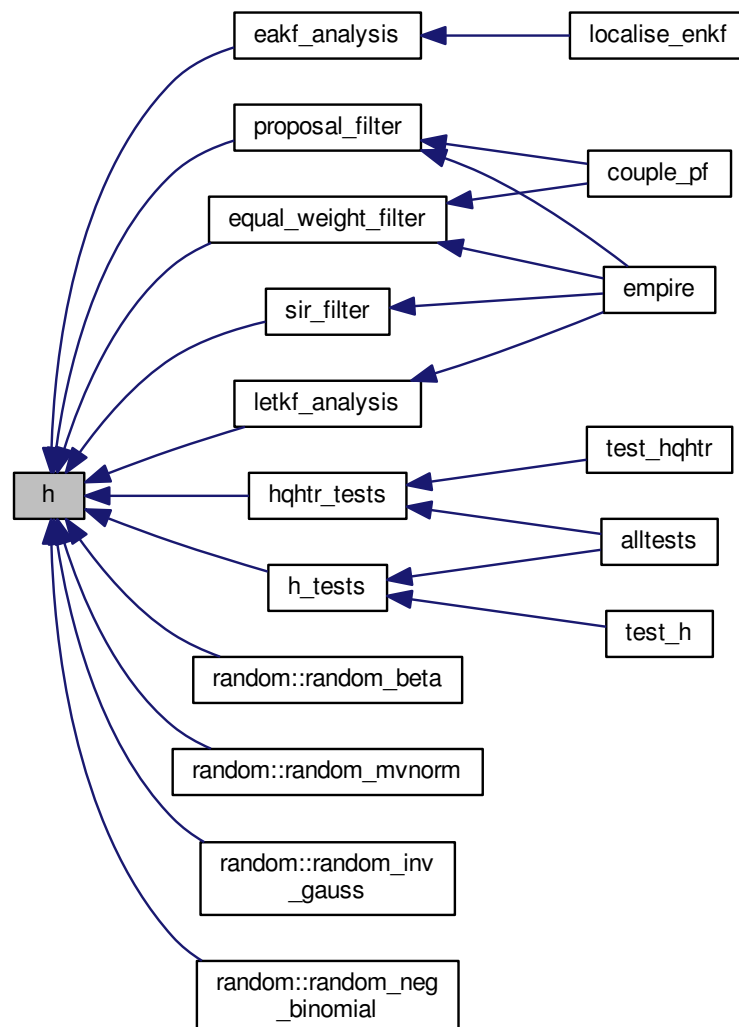 eakf_analysis
localise_enkf
proposal_filter
couple_pf
equal_weight_filter
empire
sir_filter
letkf_analysis
test_hqhtr
h
hqhtr_tests
alltests
h_tests
test_h
random::random_beta
random::random_mvnorm
random::random_inv
_gauss
random::random_neg
_binomial